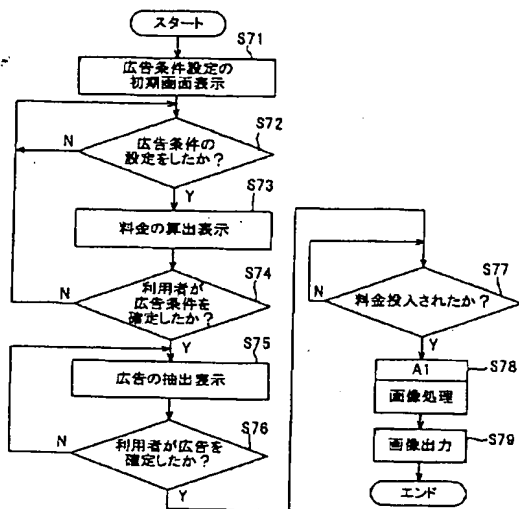 スタート
S71
広告条件設定の
初期画面表示
S72
広告条件の
設定をしたか？
N
Y
S73
料金の算出表示
S74
利用者が
広告条件を
確定したか？
N
Y
S75
広告の抽出表示
S76
利用者が広告を
確定したか？
N
Y
S77
料金投入されたか？
N
Y
A1
S78
画像処理
画像出力
S79
エンド